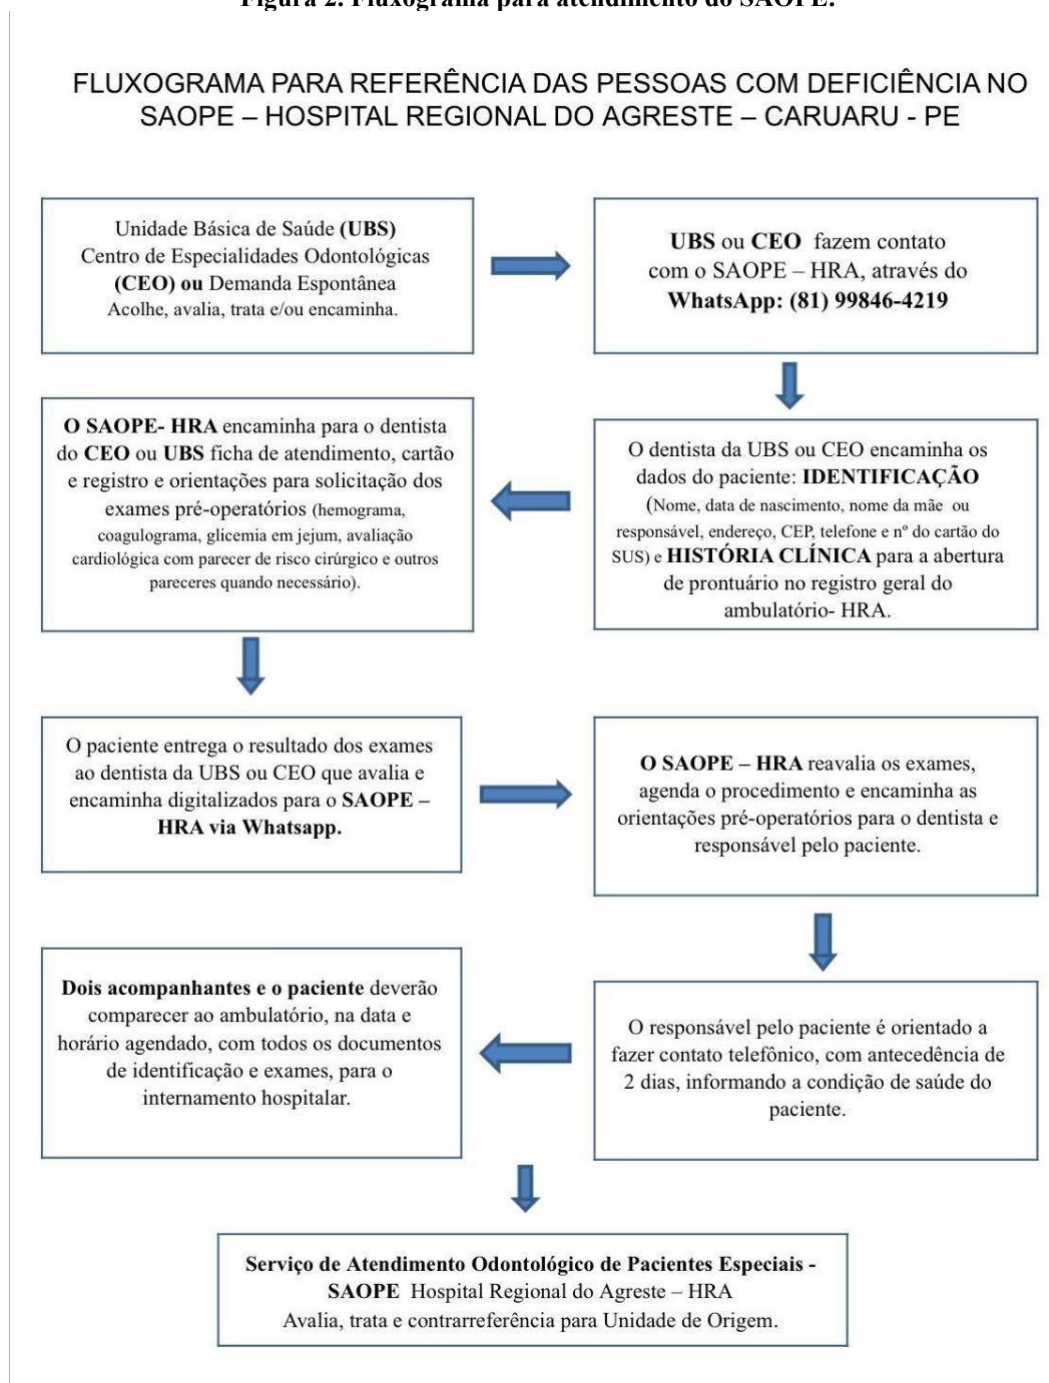 Figura 2. Fluxograma para atendimento do SAOPE.
FLUXOGRAMA PARA REFERÊNCIA DAS PESSOAS COM DEFICIÊNCIA NO
SAOPE – HOSPITAL REGIONAL DO AGRESTE – CARUARU - PE
Unidade Básica de Saúde (UBS)
Centro de Especialidades Odontológicas
(CEO) ou Demanda Espontânea
Acolhe, avalia, trata e/ou encaminha.
UBS ou CEO fazem contato
com o SAOPE – HRA, através do
WhatsApp: (81) 99846-4219
O dentista da UBS ou CEO encaminha os
dados do paciente: IDENTIFICAÇÃO
(Nome, data de nascimento, nome da mãe ou
responsável, endereço, CEP, telefone e nº do cartão do
SUS) e HISTÓRIA CLÍNICA para a abertura
de prontuário no registro geral do
ambulatório- HRA.
O SAOPE- HRA encaminha para o dentista
do CEO ou UBS ficha de atendimento, cartão
e registro e orientações para solicitação dos
exames pré-operatórios (hemograma,
coagulograma, glicemia em jejum, avaliação
cardiológica com parecer de risco cirúrgico e outros
pareceres quando necessário).
O paciente entrega o resultado dos exames
ao dentista da UBS ou CEO que avalia e
encaminha digitalizados para o SAOPE –
HRA via Whatsapp.
O SAOPE – HRA reavalia os exames,
agenda o procedimento e encaminha as
orientações pré-operatórios para o dentista e
responsável pelo paciente.
O responsável pelo paciente é orientado a
fazer contato telefônico, com antecedência de
2 dias, informando a condição de saúde do
paciente.
Dois acompanhantes e o paciente deverão
comparecer ao ambulatório, na data e
horário agendado, com todos os documentos
de identificação e exames, para o
internamento hospitalar.
Serviço de Atendimento Odontológico de Pacientes Especiais -
SAOPE Hospital Regional do Agreste – HRA
Avalia, trata e contrarreferência para Unidade de Origem.